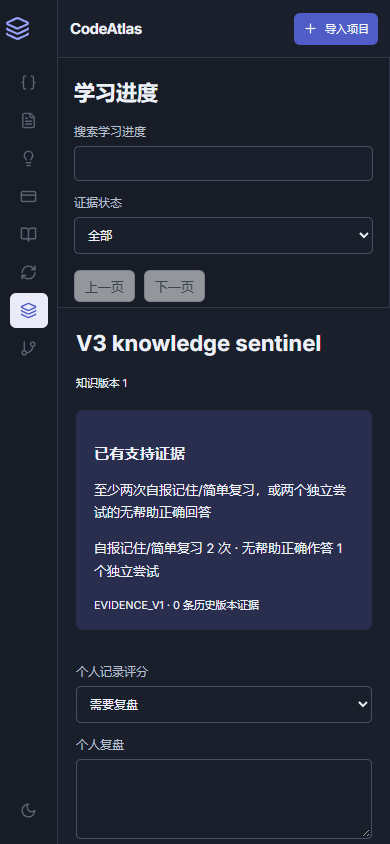 CodeAtlas
导入项目
学习进度
搜索学习进度
证据状态
全部
上一页
下一页
V3 knowledge sentinel
知识版本 1
已有支持证据
至少两次自报记住/简单复习，或两个独立尝
试的无帮助正确回答
自报记住/简单复习 2 次 · 无帮助正确作答 1
个独立尝试
EVIDENCE_V1 · 0 条历史版本证据
个人记录评分
需要复盘
个人复盘